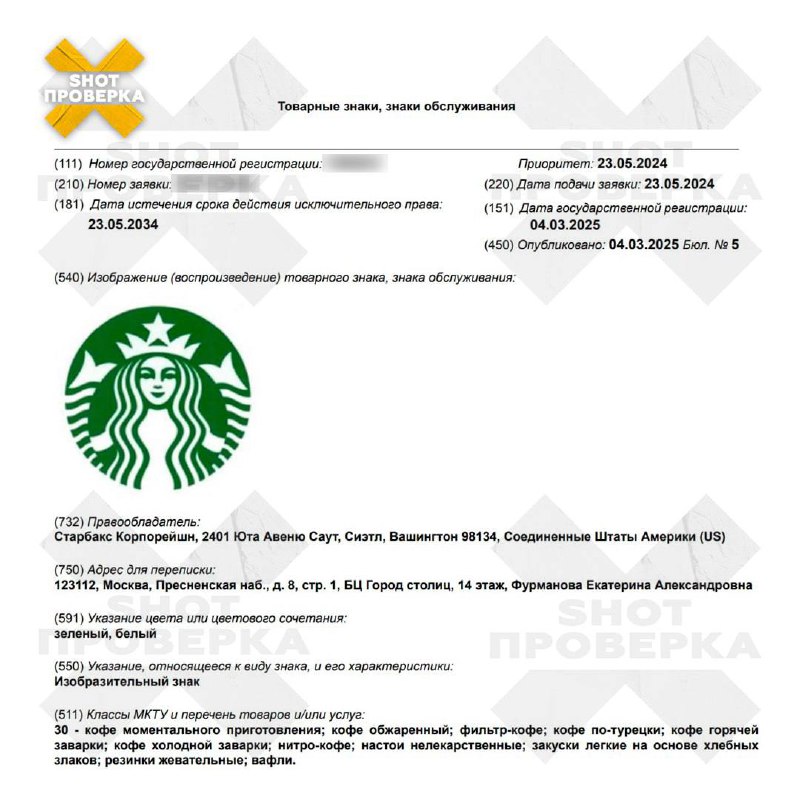 SHOT
ПРОВЕРКА
Товарные знаки, знаки обслуживания
(111) Номер государственной регистрации:
Приоритет: 23.05.2024
(210) Номер заявки:
(220) Дата подачи заявки: 23.05.2024
(181) Дата истечения срока действия исключительного права:
23.05.2034
(151) Дата государственной регистрации:
04.03.2025
(450) Опубликовано: 04.03.2025 Бюл. № 5
(540) Изображение (воспроизведение) товарного знака, знака обслуживания:
(732) Правообладатель:
Старбакс Корпорейшн, 2401 Юта Авеню Саут, Сиэтл, Вашингтон 98134, Соединенные Штаты Америки (US)
(750) Адрес для переписки:
123112, Москва, Пресненская наб., д. 8, стр. 1, БЦ Город столиц, 14 этаж, Фурманова Екатерина Александровна
(591) Указание цвета или цветового сочетания:
зеленый, белый
(550) Указание, относящееся к виду знака, и его характеристики:
Изобразительный знак
(511) Классы МКТУ и перечень товаров и/или услуг:
30 - кофе моментального приготовления; кофе обжаренный; фильтр-кофе; кофе по-турецки; кофе горячей
заварки; кофе холодной заварки; нитро-кофе; настои нелекарственные; закуски легкие на основе хлебных
злаков; резинки жевательные; вафли.
SHOT
ПРОВЕРКА
SHOT
ПРОВЕРКА
SHOT
ПРОВЕРКА
SHOT
ПРОВЕРКА